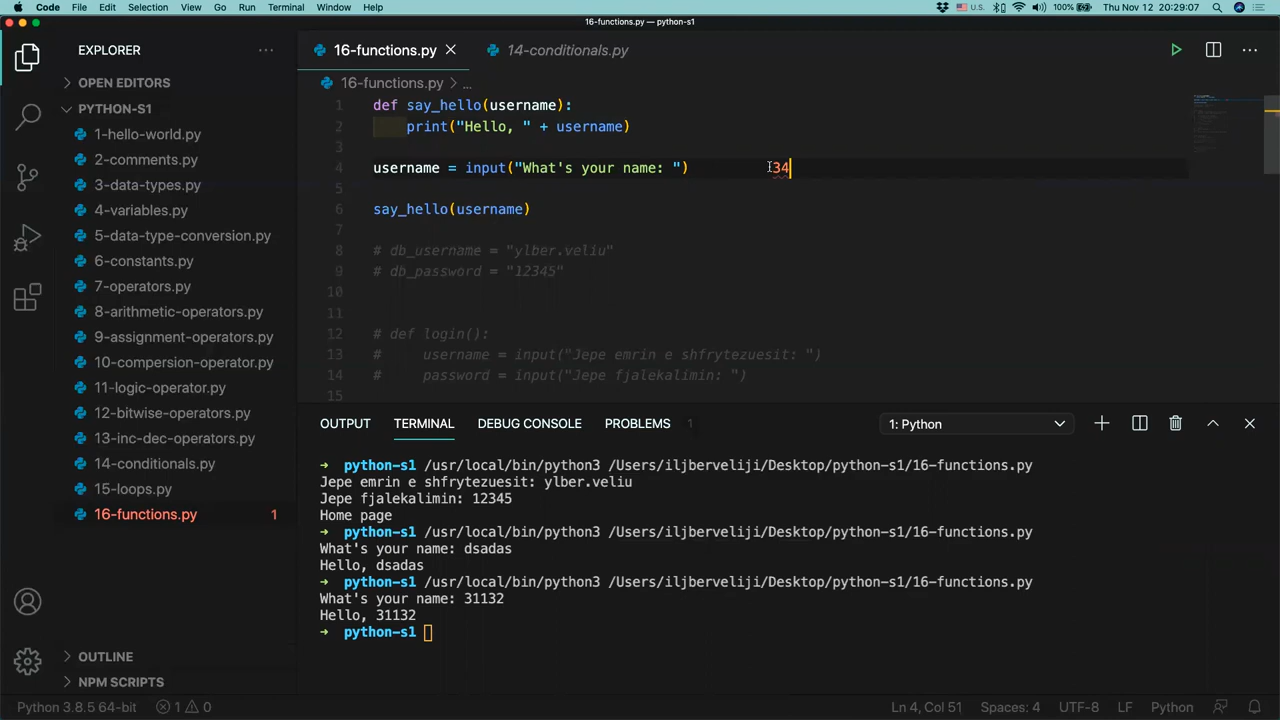 Code File Edit Selection View Go Run Terminal Window Help U.S. 100% Thu Nov 12 20:29:07
16-functions.py — python-s1
EXPLORER
OPEN EDITORS
PYTHON-S1
1-hello-world.py
2-comments.py
3-data-types.py
4-variables.py
5-data-type-conversion.py
6-constants.py
7-operators.py
8-arithmetic-operators.py
9-assignment-operators.py
10-compersion-operator.py
11-logic-operator.py
12-bitwise-operators.py
13-inc-dec-operators.py
14-conditionals.py
15-loops.py
16-functions.py 1
OUTLINE
NPM SCRIPTS
16-functions.py 14-conditionals.py
16-functions.py > ...
1 def say_hello(username):
2 print("Hello, " + username)
3
4 username = input("What's your name: ") 34
5
6 say_hello(username)
7
8 # db_username = "ylber.veliu"
9 # db_password = "12345"
10
11
12 # def login():
13 # username = input("Jepe emrin e shfrytezuesit: ")
14 # password = input("Jepe fjalekalimin: ")
15
OUTPUT TERMINAL DEBUG CONSOLE PROBLEMS 1 1: Python
→ python-s1 /usr/local/bin/python3 /Users/iljberveliji/Desktop/python-s1/16-functions.py
Jepe emrin e shfrytezuesit: ylber.veliu
Jepe fjalekalimin: 12345
Home page
→ python-s1 /usr/local/bin/python3 /Users/iljberveliji/Desktop/python-s1/16-functions.py
What's your name: dsadas
Hello, dsadas
→ python-s1 /usr/local/bin/python3 /Users/iljberveliji/Desktop/python-s1/16-functions.py
What's your name: 31132
Hello, 31132
→ python-s1
Python 3.8.5 64-bit 1 0 Ln 4, Col 51 Spaces: 4 UTF-8 LF Python